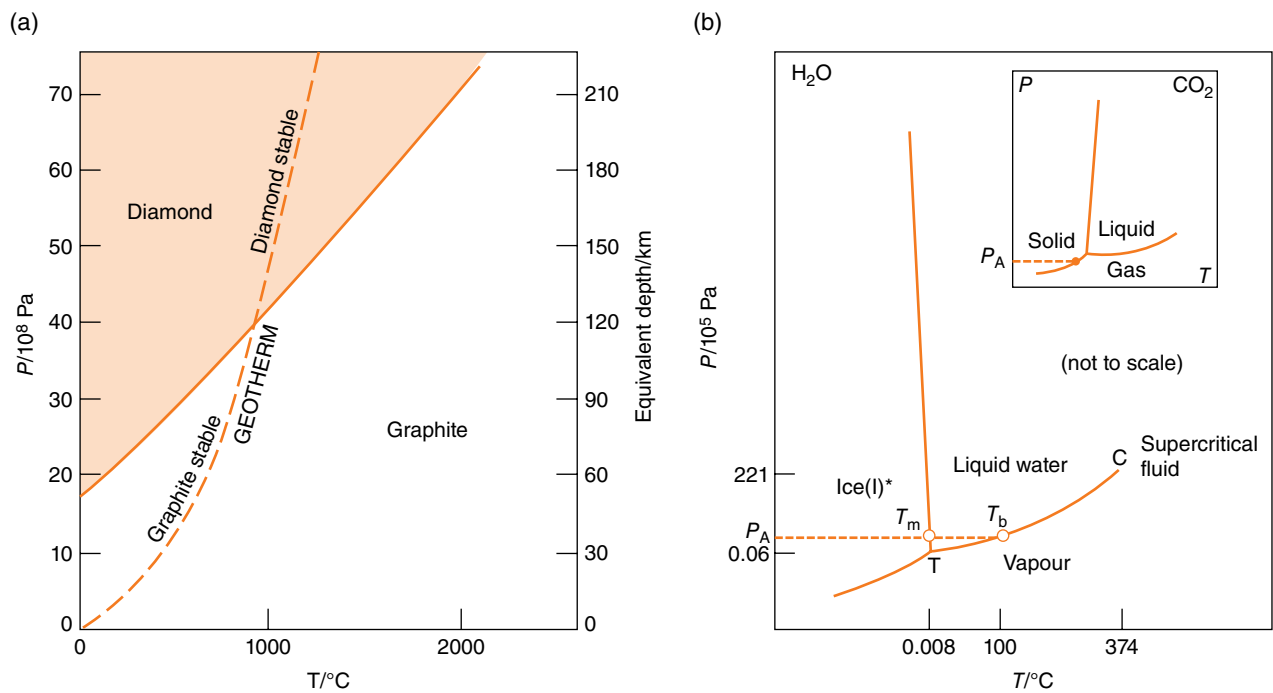 (a)
70
60
50
40
30
20
10
0
P/10⁸ Pa
0
1000
2000
T/°C
210
180
150
120
90
60
30
0
Equivalent depth/km
Diamond
Diamond stable
GEOTHERM
Graphite stable
Graphite
(b)
H₂O
P
CO₂
Solid
Liquid
P_A
Gas
T
P/10⁵ Pa
(not to scale)
221
P_A
0.06
Ice(I)*
Liquid water
C
Supercritical
fluid
T_m
T_b
T
Vapour
0.008
100
374
T/°C